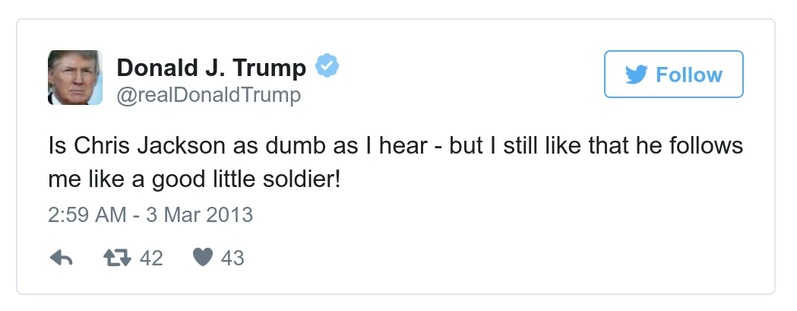 Donald J. Trump
@realDonaldTrump
Follow
Is Chris Jackson as dumb as I hear - but I still like that he follows
me like a good little soldier!
2:59 AM - 3 Mar 2013
42 43